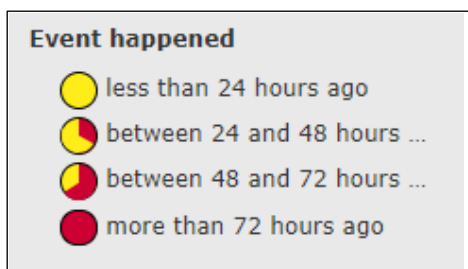 Event happened
less than 24 hours ago
between 24 and 48 hours ...
between 48 and 72 hours ...
more than 72 hours ago